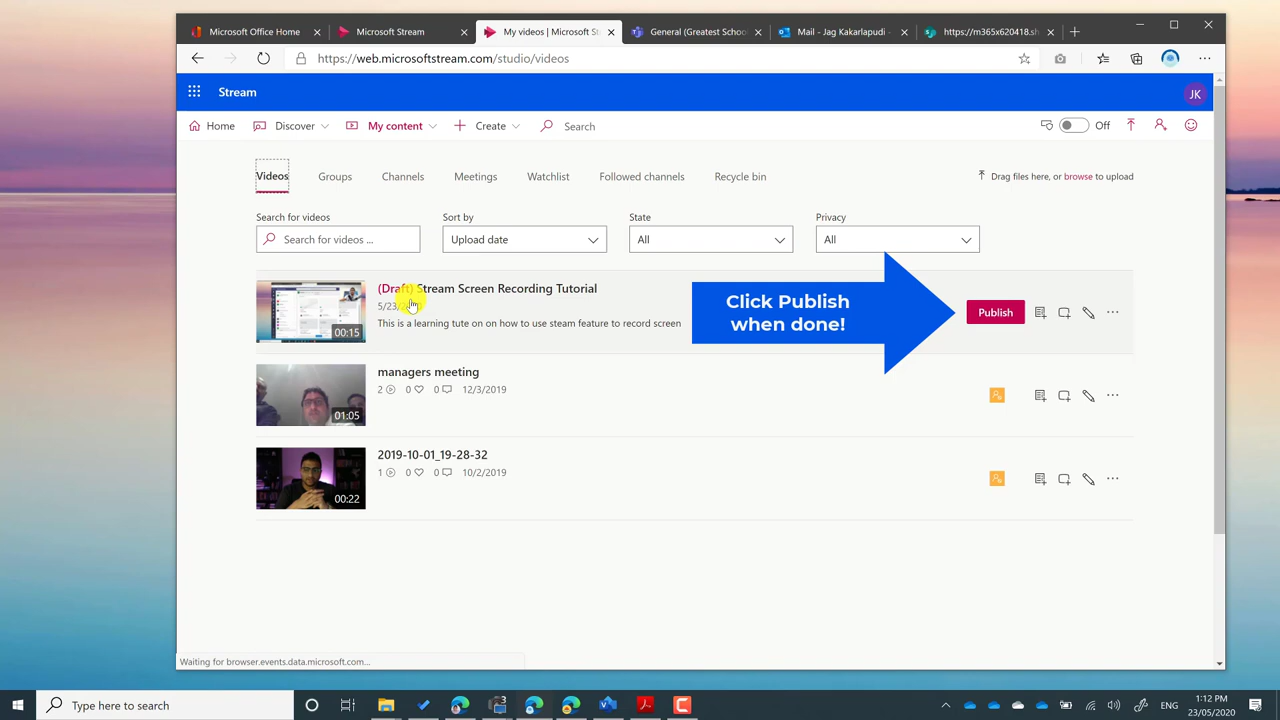 Microsoft Office Home
Microsoft Stream
My videos | Microsoft St
General (Greatest Schoo
Mail - Jag Kakarlapudi -
https://m365x620418.sh
https://web.microsoftstream.com/studio/videos
Stream
JK
Home
Discover
My content
Create
Search
Off
Videos
Groups
Channels
Meetings
Watchlist
Followed channels
Recycle bin
Drag files here, or browse to upload
Search for videos
Sort by
State
Privacy
Search for videos ...
Upload date
All
All
(Draft) Stream Screen Recording Tutorial
5/23/
This is a learning tute on on how to use steam feature to record screen
00:15
Click Publish
when done!
Publish
managers meeting
2 0 0 12/3/2019
01:05
2019-10-01_19-28-32
1 0 0 10/2/2019
00:22
Waiting for browser.events.data.microsoft.com...
Type here to search
ENG
1:12 PM
23/05/2020